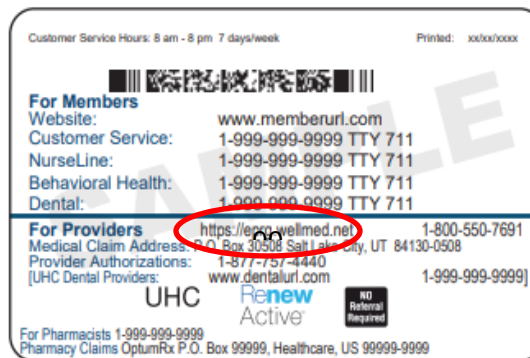 Customer Service Hours: 8 am - 8 pm 7 days/week Printed: xx/xx/xxxx
SAMPLE
For Members
Website: www.memberurl.com
Customer Service: 1-999-999-9999 TTY 711
NurseLine: 1-999-999-9999 TTY 711
Behavioral Health: 1-999-999-9999 TTY 711
Dental: 1-999-999-9999 TTY 711
For Providers https://eprg.wellmed.net 1-800-550-7691
Medical Claim Address: P.O. Box 30508 Salt Lake City, UT 84130-0508
Provider Authorizations: 1-877-757-4440
[UHC Dental Providers: www.dentalurl.com 1-999-999-9999]
UHC Renew Active NO Referral Required
For Pharmacists 1-999-999-9999
Pharmacy Claims OptumRx P.O. Box 99999, Healthcare, US 99999-9999